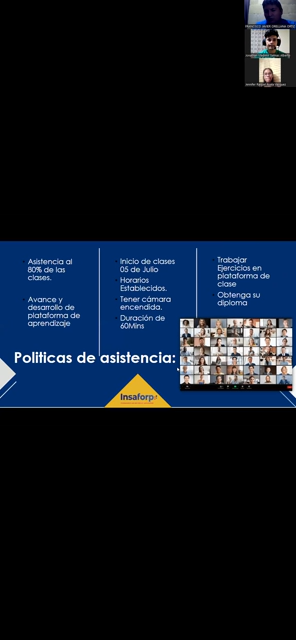 Asistencia al
80% de las
clases.
Avance y
desarrollo de
plataforma de
aprendizaje
Inicio de clases
05 de Julio
Horarios
Establecidos.
Tener cámara
encendida.
Duración de
60Mins
Trabajar
Ejercicios en
plataforma de
clase
Obtenga su
diploma
Politicas de asistencia:
Insaforp